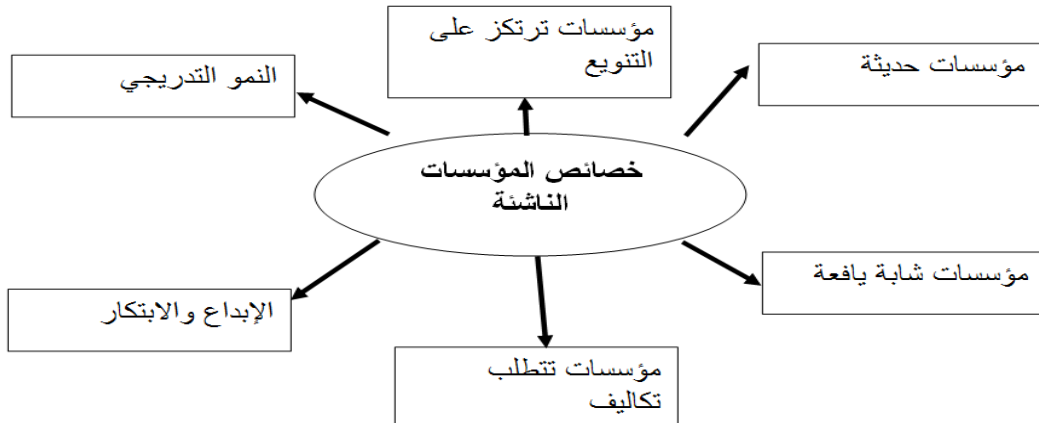 مؤسسات ترتكز على
التنويع
مؤسسات حديثة
النمو التدريجي
خصائص المؤسسات
الناشئة
مؤسسات شابة يافعة
الإبداع والابتكار
مؤسسات تتطلب
تكاليف